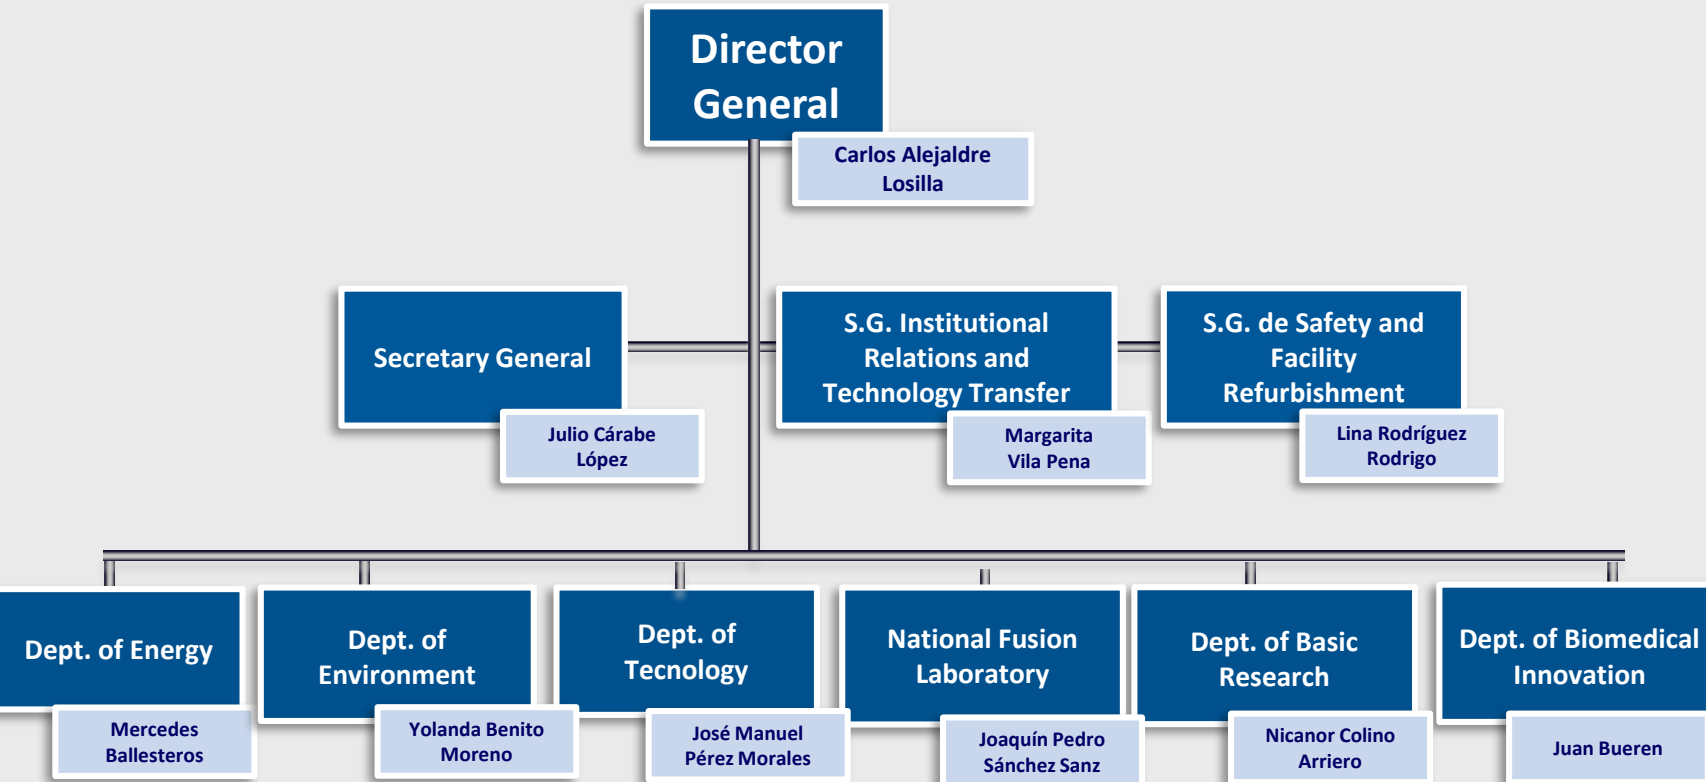 Director
General
Carlos Alejaldre
Losilla
Secretary General
Julio Cárabe
López
S.G. Institutional
Relations and
Technology Transfer
Margarita
Vila Pena
S.G. de Safety and
Facility
Refurbishment
Lina Rodríguez
Rodrigo
Dept. of Energy
Mercedes
Ballesteros
Dept. of
Environment
Yolanda Benito
Moreno
Dept. of
Tecnology
José Manuel
Pérez Morales
National Fusion
Laboratory
Joaquín Pedro
Sánchez Sanz
Dept. of Basic
Research
Nicanor Colino
Arriero
Dept. of Biomedical
Innovation
Juan Bueren